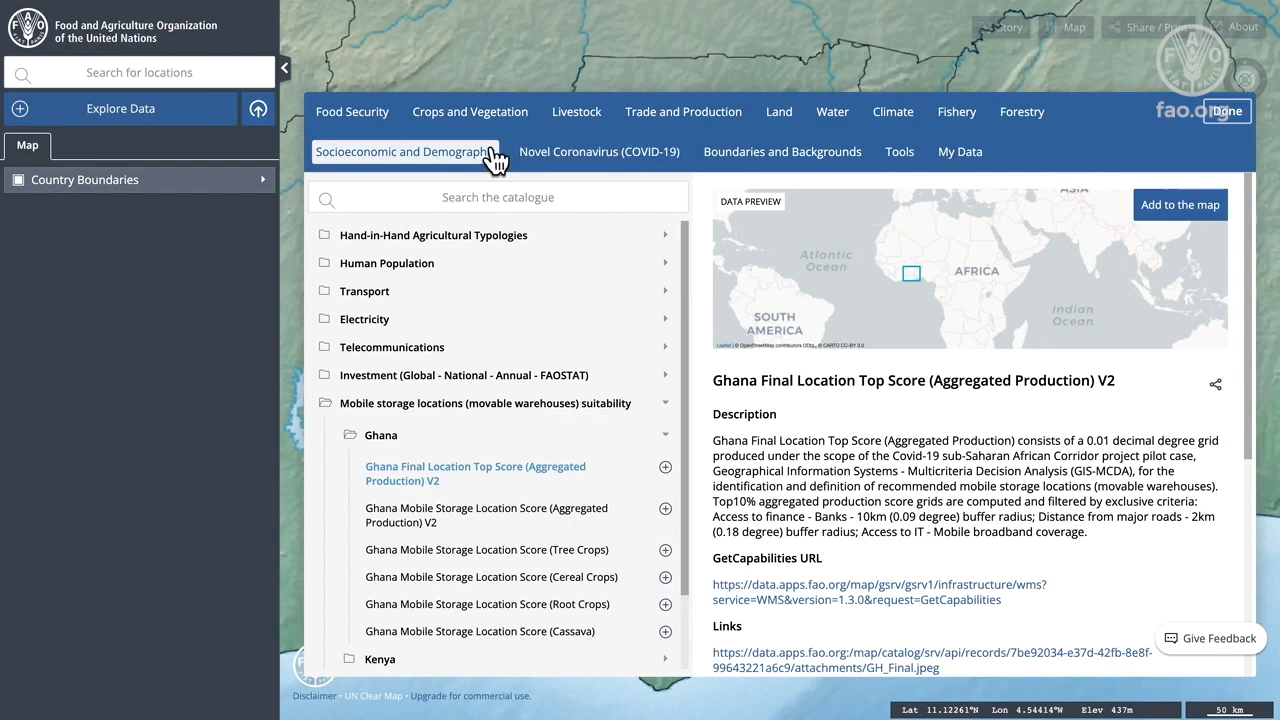 Food and Agriculture Organization
of the United Nations
Search for locations
Explore Data
Map
Country Boundaries
Story
Map
Share / Print
About
fao.org
Food Security
Crops and Vegetation
Livestock
Trade and Production
Land
Water
Climate
Fishery
Forestry
Done
Socioeconomic and Demograph
Novel Coronavirus (COVID-19)
Boundaries and Backgrounds
Tools
My Data
Search the catalogue
Hand-in-Hand Agricultural Typologies
Human Population
Transport
Electricity
Telecommunications
Investment (Global - National - Annual - FAOSTAT)
Mobile storage locations (movable warehouses) suitability
Ghana
Ghana Final Location Top Score (Aggregated
Production) V2
Ghana Mobile Storage Location Score (Aggregated
Production) V2
Ghana Mobile Storage Location Score (Tree Crops)
Ghana Mobile Storage Location Score (Cereal Crops)
Ghana Mobile Storage Location Score (Root Crops)
Ghana Mobile Storage Location Score (Cassava)
Kenya
DATA PREVIEW
Add to the map
ASIA
Atlantic
Ocean
AFRICA
SOUTH
AMERICA
Indian
Ocean
Leaflet | © OpenStreetMap contributors ODbL, © CARTO CC-BY 3.0
Ghana Final Location Top Score (Aggregated Production) V2
Description
Ghana Final Location Top Score (Aggregated Production) consists of a 0.01 decimal degree grid
produced under the scope of the Covid-19 sub-Saharan African Corridor project pilot case,
Geographical Information Systems - Multicriteria Decision Analysis (GIS-MCDA), for the
identification and definition of recommended mobile storage locations (movable warehouses).
Top10% aggregated production score grids are computed and filtered by exclusive criteria:
Access to finance - Banks - 10km (0.09 degree) buffer radius; Distance from major roads - 2km
(0.18 degree) buffer radius; Access to IT - Mobile broadband coverage.
GetCapabilities URL
https://data.apps.fao.org/map/gsrv/gsrv1/infrastructure/wms?
service=WMS&version=1.3.0&request=GetCapabilities
Links
https://data.apps.fao.org:/map/catalog/srv/api/records/7be92034-e37d-42fb-8e8f-
99643221a6c9/attachments/GH_Final.jpeg
Give Feedback
Disclaimer • UN Clear Map • Upgrade for commercial use.
Lat 11.12261°N Lon 4.54414°W Elev 437m
50 km